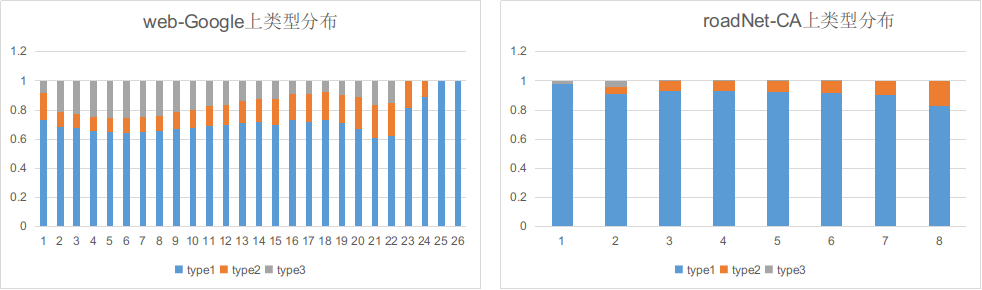 web-Google上类型分布
1.2
1
0.8
0.6
0.4
0.2
0
1 2 3 4 5 6 7 8 9 10 11 12 13 14 15 16 17 18 19 20 21 22 23 24 25 26
type1 type2 type3
roadNet-CA上类型分布
1.2
1
0.8
0.6
0.4
0.2
0
1 2 3 4 5 6 7 8
type1 type2 type3